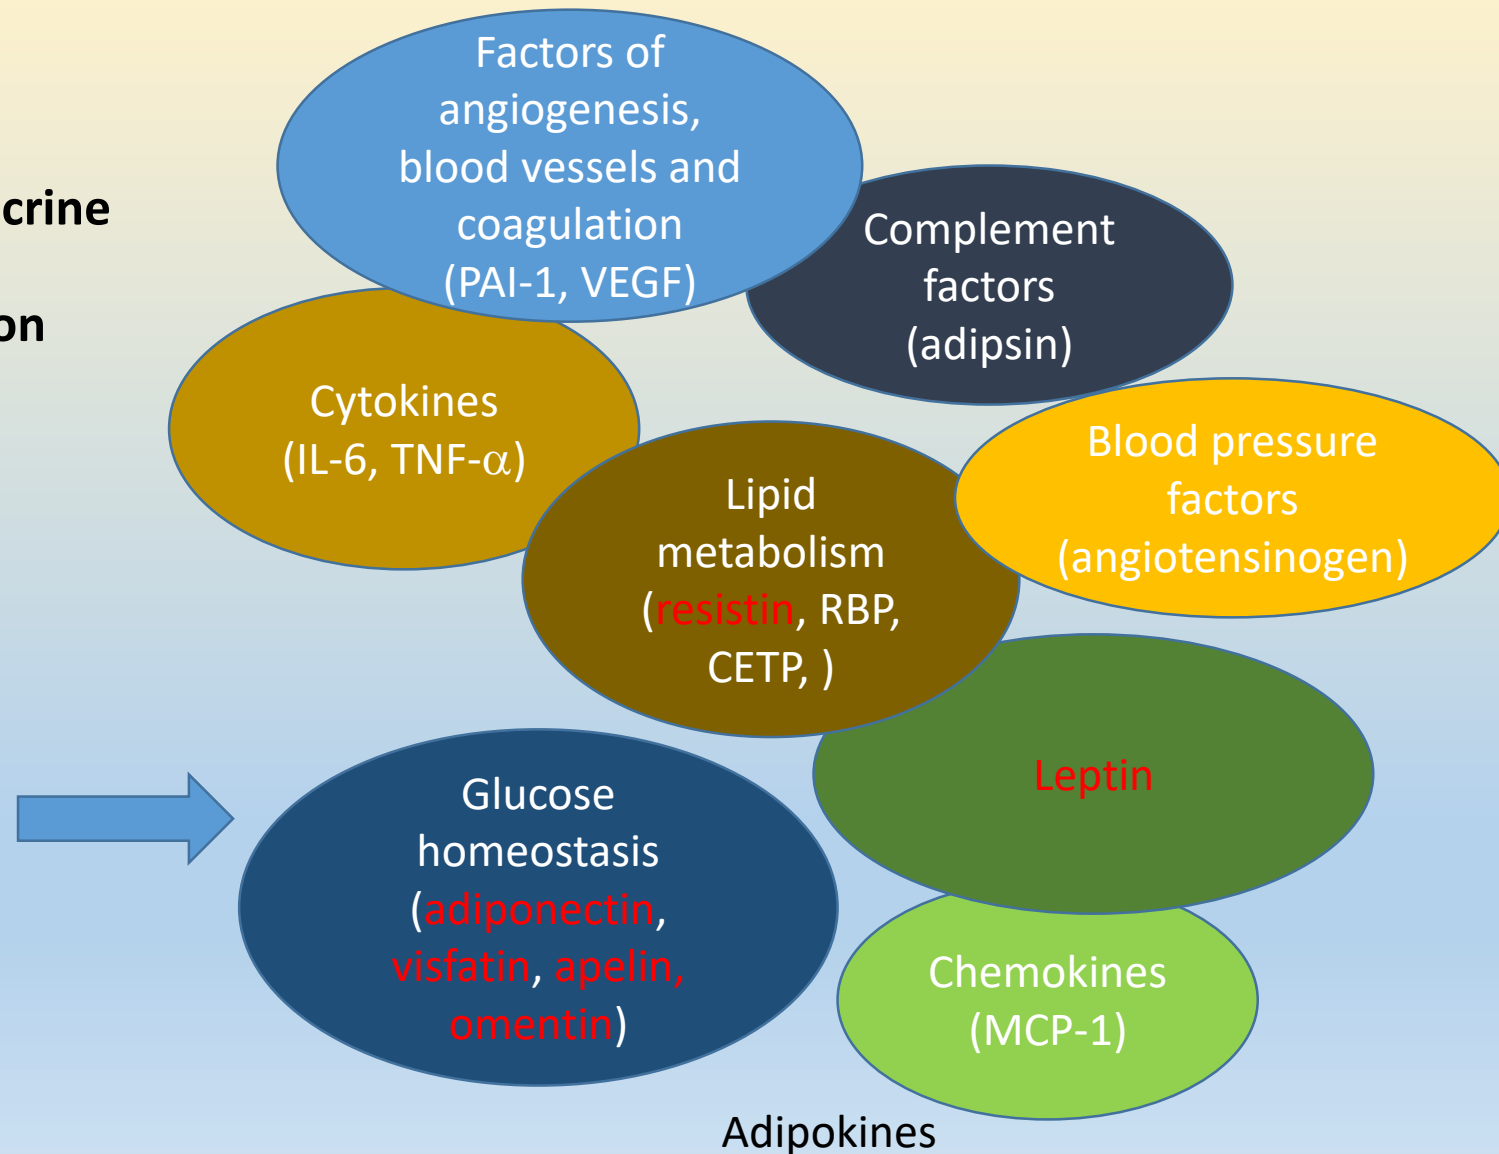 crine
on
Factors of
angiogenesis,
blood vessels and
coagulation
(PAI-1, VEGF)
Complement
factors
(adipsin)
Cytokines
(IL-6, TNF-α)
Blood pressure
factors
(angiotensinogen)
Lipid
metabolism
(resistin, RBP,
CETP, )
Leptin
Glucose
homeostasis
(adiponectin,
visfatin, apelin,
omentin)
Chemokines
(MCP-1)
Adipokines